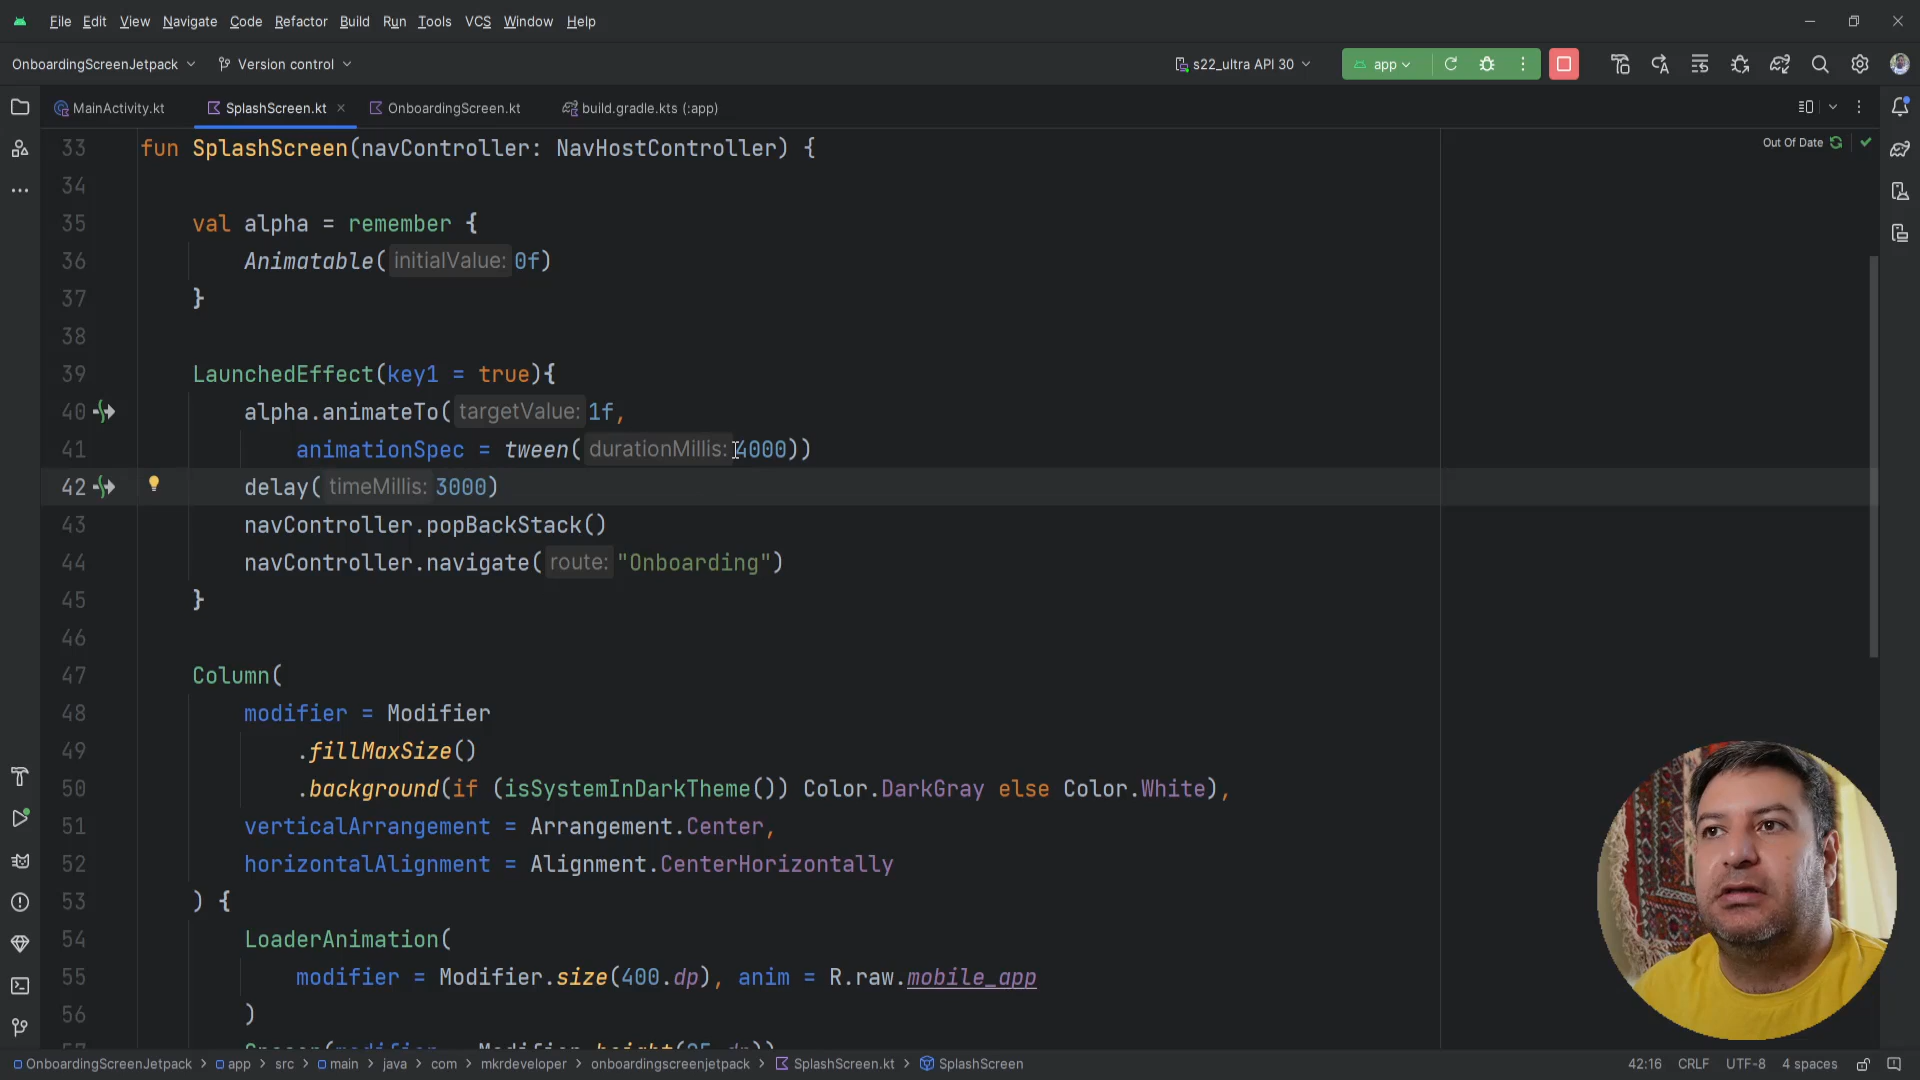 File Edit View Navigate Code Refactor Build Run Tools VCS Window Help
OnboardingScreenJetpack Version control s22_ultra API 30 app
MainActivity.kt SplashScreen.kt OnboardingScreen.kt build.gradle.kts (:app)
Out Of Date
33 fun SplashScreen(navController: NavHostController) {
34
35 val alpha = remember {
36 Animatable( initialValue: 0f)
37 }
38
39 LaunchedEffect(key1 = true){
40 alpha.animateTo( targetValue: 1f,
41 animationSpec = tween( durationMillis: 4000))
42 delay( timeMillis: 3000)
43 navController.popBackStack()
44 navController.navigate( route: "Onboarding")
45 }
46
47 Column(
48 modifier = Modifier
49 .fillMaxSize()
50 .background(if (isSystemInDarkTheme()) Color.DarkGray else Color.White),
51 verticalArrangement = Arrangement.Center,
52 horizontalAlignment = Alignment.CenterHorizontally
53 ) {
54 LoaderAnimation(
55 modifier = Modifier.size(400.dp), anim = R.raw.mobile_app
56 )
OnboardingScreenJetpack > app > src > main > java > com > mkrdeveloper > onboardingscreenjetpack > SplashScreen.kt > SplashScreen 42:16 CRLF UTF-8 4 spaces